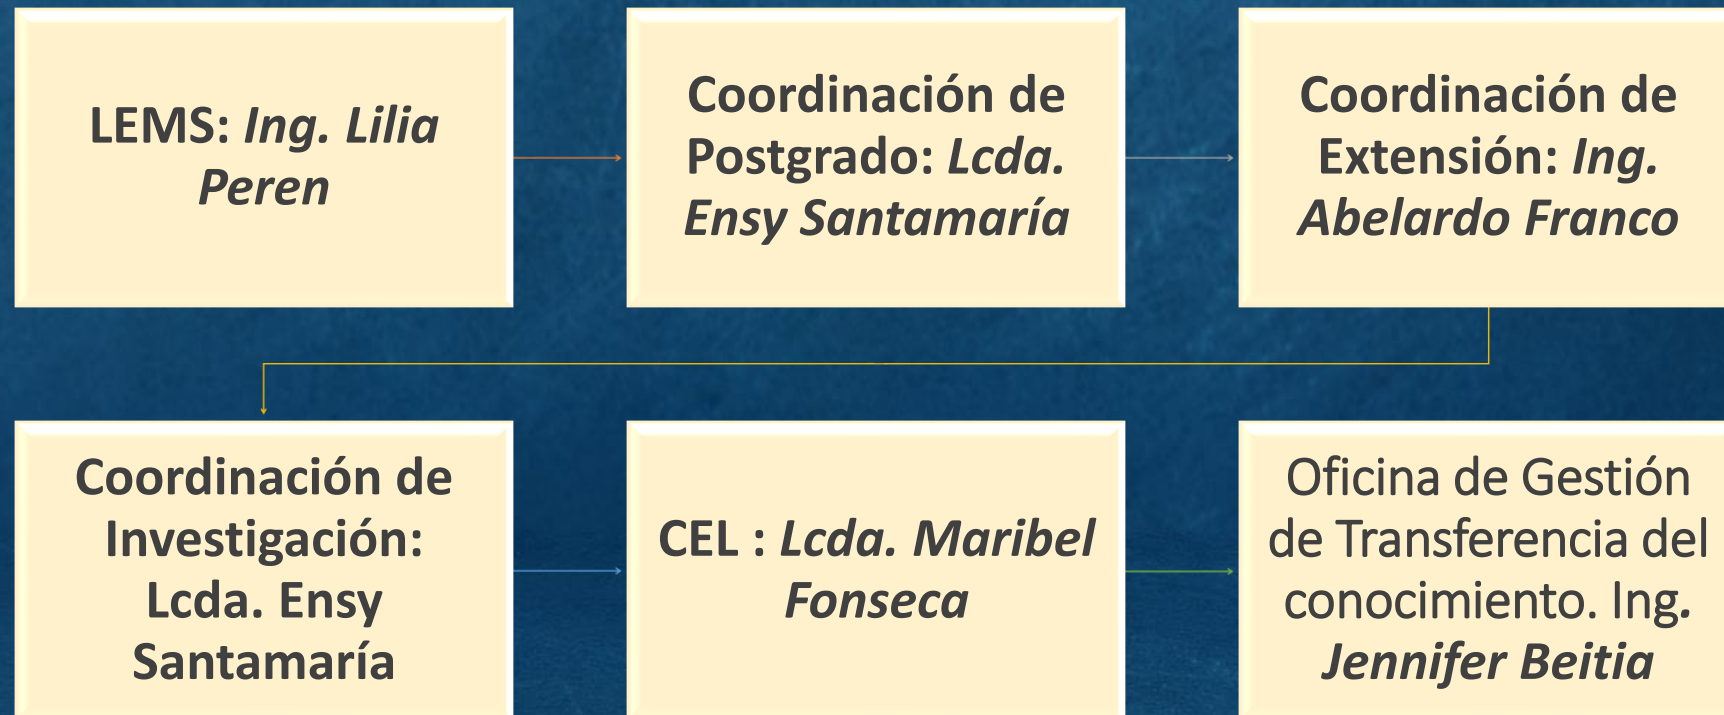 LEMS: Ing. Lilia
Peren
Coordinación de
Postgrado: Lcda.
Ensy Santamaría
Coordinación de
Extensión: Ing.
Abelardo Franco
Coordinación de
Investigación:
Lcda. Ensy
Santamaría
CEL : Lcda. Maribel
Fonseca
Oficina de Gestión
de Transferencia del
conocimiento. Ing.
Jennifer Beitia